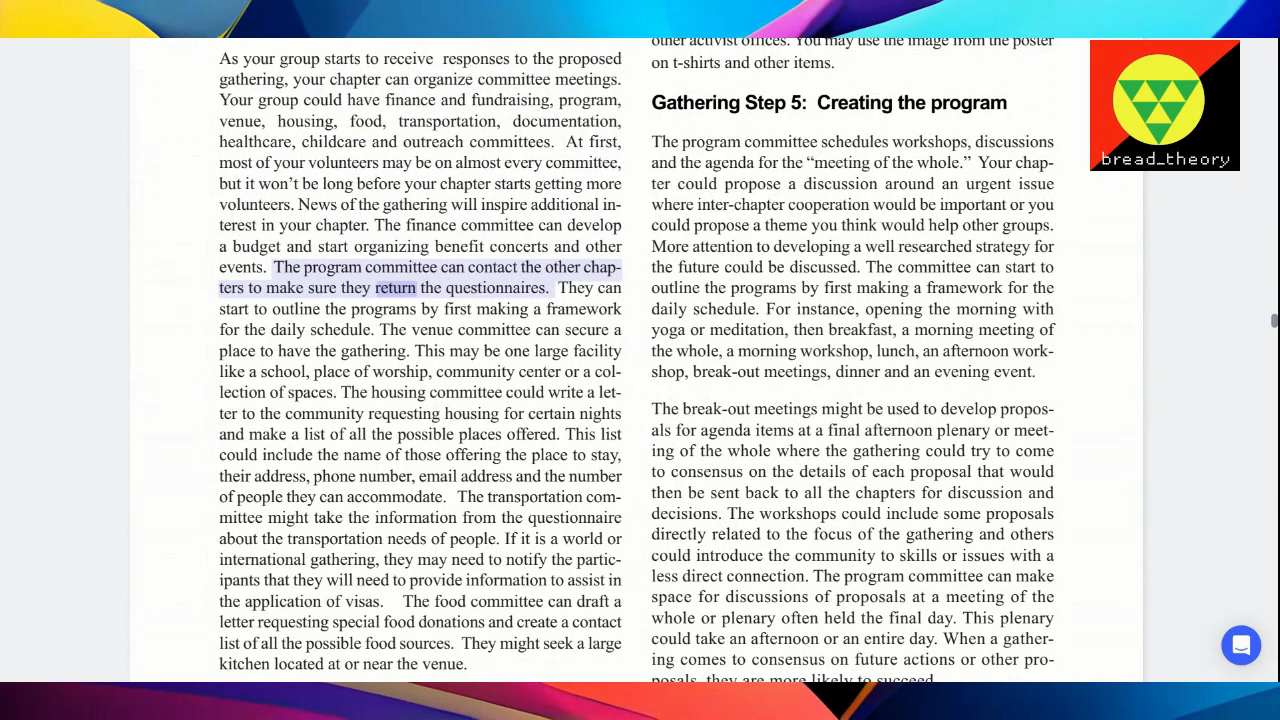 As your group starts to receive responses to the proposed
gathering, your chapter can organize committee meetings.
Your group could have finance and fundraising, program,
venue, housing, food, transportation, documentation,
healthcare, childcare and outreach committees. At first,
most of your volunteers may be on almost every committee,
but it won’t be long before your chapter starts getting more
volunteers. News of the gathering will inspire additional in-
terest in your chapter. The finance committee can develop
a budget and start organizing benefit concerts and other
events. The program committee can contact the other chap-
ters to make sure they return the questionnaires. They can
start to outline the programs by first making a framework
for the daily schedule. The venue committee can secure a
place to have the gathering. This may be one large facility
like a school, place of worship, community center or a col-
lection of spaces. The housing committee could write a let-
ter to the community requesting housing for certain nights
and make a list of all the possible places offered. This list
could include the name of those offering the place to stay,
their address, phone number, email address and the number
of people they can accommodate. The transportation com-
mittee might take the information from the questionnaire
about the transportation needs of people. If it is a world or
international gathering, they may need to notify the partic-
ipants that they will need to provide information to assist in
the application of visas. The food committee can draft a
letter requesting special food donations and create a contact
list of all the possible food sources. They might seek a large
kitchen located at or near the venue.
other activist offices. You may use the image from the poster
on t-shirts and other items.
Gathering Step 5: Creating the program
The program committee schedules workshops, discussions
and the agenda for the “meeting of the whole.” Your chap-
ter could propose a discussion around an urgent issue
where inter-chapter cooperation would be important or you
could propose a theme you think would help other groups.
More attention to developing a well researched strategy for
the future could be discussed. The committee can start to
outline the programs by first making a framework for the
daily schedule. For instance, opening the morning with
yoga or meditation, then breakfast, a morning meeting of
the whole, a morning workshop, lunch, an afternoon work-
shop, break-out meetings, dinner and an evening event.
The break-out meetings might be used to develop propos-
als for agenda items at a final afternoon plenary or meet-
ing of the whole where the gathering could try to come
to consensus on the details of each proposal that would
then be sent back to all the chapters for discussion and
decisions. The workshops could include some proposals
directly related to the focus of the gathering and others
could introduce the community to skills or issues with a
less direct connection. The program committee can make
space for discussions of proposals at a meeting of the
whole or plenary often held the final day. This plenary
could take an afternoon or an entire day. When a gather-
ing comes to consensus on future actions or other pro-
posals, they are more likely to succeed.
bread_theory